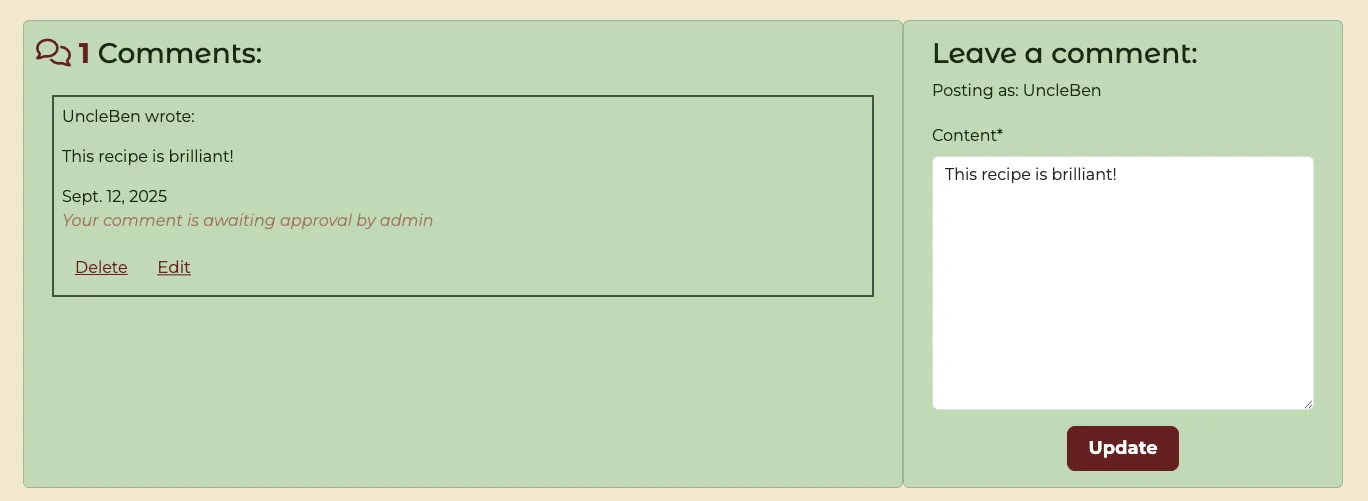 1 Comments:
UncleBen wrote:
This recipe is brilliant!
Sept. 12, 2025
Your comment is awaiting approval by admin
Delete Edit
Leave a comment:
Posting as: UncleBen
Content*
This recipe is brilliant!
Update